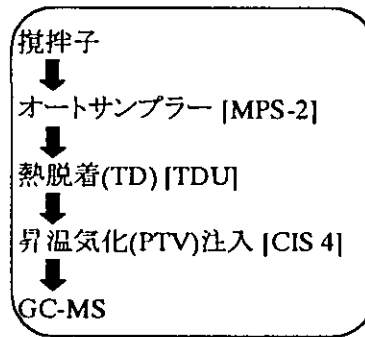 撹拌子
オートサンプラー [MPS-2]
熱脱着(TD) [TDU]
昇温気化(PTV)注入 [CIS 4]
GC-MS